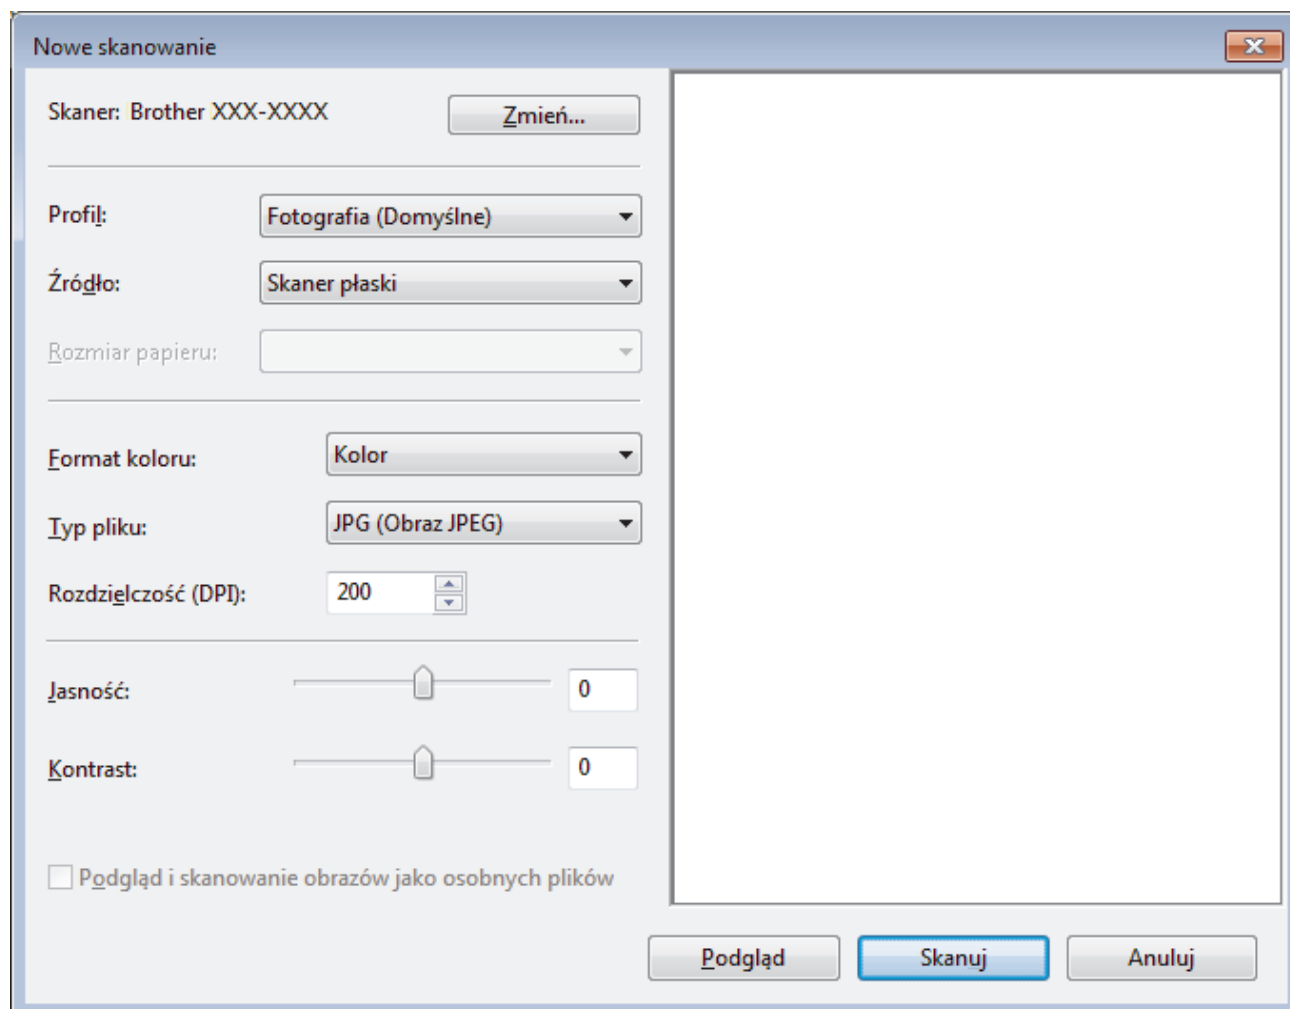 Nowe skanowanie
Skaner: Brother XXX-XXXX Zmień...
Profil: Fotografia (Domyślne)
Źródło: Skaner płaski
Rozmiar papieru:
Format koloru: Kolor
Typ pliku: JPG (Obraz JPEG)
Rozdzielczość (DPI): 200
Jasność: 0
Kontrast: 0
Podgląd i skanowanie obrazów jako osobnych plików
Podgląd Skanuj Anuluj